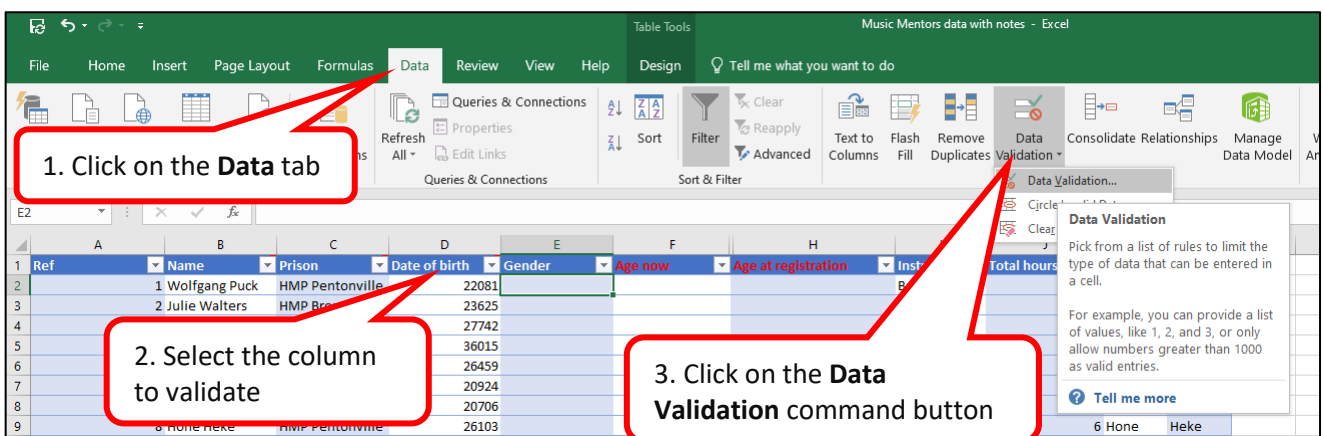 Table Tools
Music Mentors data with notes - Excel
File Home Insert Page Layout Formulas Data Review View Help Design Tell me what you want to do
Refresh All
Queries & Connections
Properties
Edit Links
Queries & Connections
Sort
Filter
Clear
Reapply
Advanced
Sort & Filter
Text to Columns
Flash Fill
Remove Duplicates
Data Validation
Consolidate
Relationships
Manage Data Model
1. Click on the Data tab
Data Validation...
Circle
Clear
E2
fx
A B C D E F H
1 Ref Name Prison Date of birth Gender Age now Age at registration Total hours
2 1 Wolfgang Puck HMP Pentonville 22081
3 2 Julie Walters HMP 23625
4 27742
5 36015
6 26459
7 20924
8 20706
9 8 Hone Heke HMP Pentonville 26103 6 Hone Heke
2. Select the column
to validate
3. Click on the Data
Validation command button
Data Validation
Pick from a list of rules to limit the
type of data that can be entered in
a cell.
For example, you can provide a list
of values, like 1, 2, and 3, or only
allow numbers greater than 1000
as valid entries.
Tell me more